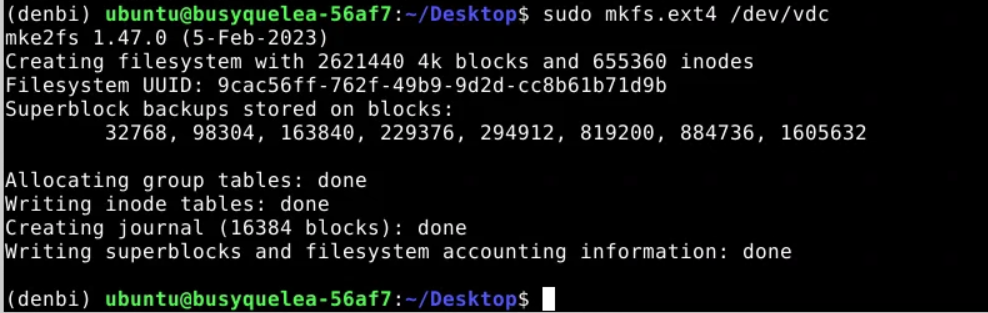 (denbi) ubuntu@busyquelea-56af7:~/Desktop$ sudo mkfs.ext4 /dev/vdc
mke2fs 1.47.0 (5-Feb-2023)
Creating filesystem with 2621440 4k blocks and 655360 inodes
Filesystem UUID: 9cac56ff-762f-49b9-9d2d-cc8b61b71d9b
Superblock backups stored on blocks:
        32768, 98304, 163840, 229376, 294912, 819200, 884736, 1605632
Allocating group tables: done
Writing inode tables: done
Creating journal (16384 blocks): done
Writing superblocks and filesystem accounting information: done
(denbi) ubuntu@busyquelea-56af7:~/Desktop$